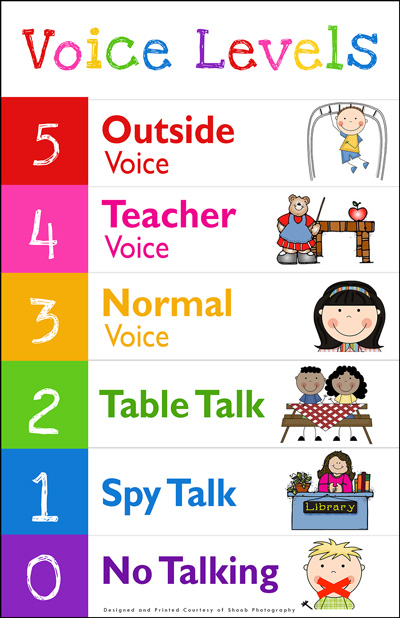 Voice Levels
5
Outside
Voice
4
Teacher
Voice
3
Normal
Voice
2
Table Talk
1
Spy Talk
Library
0
No Talking
Designed and Printed Courtesy of Shoob Photography